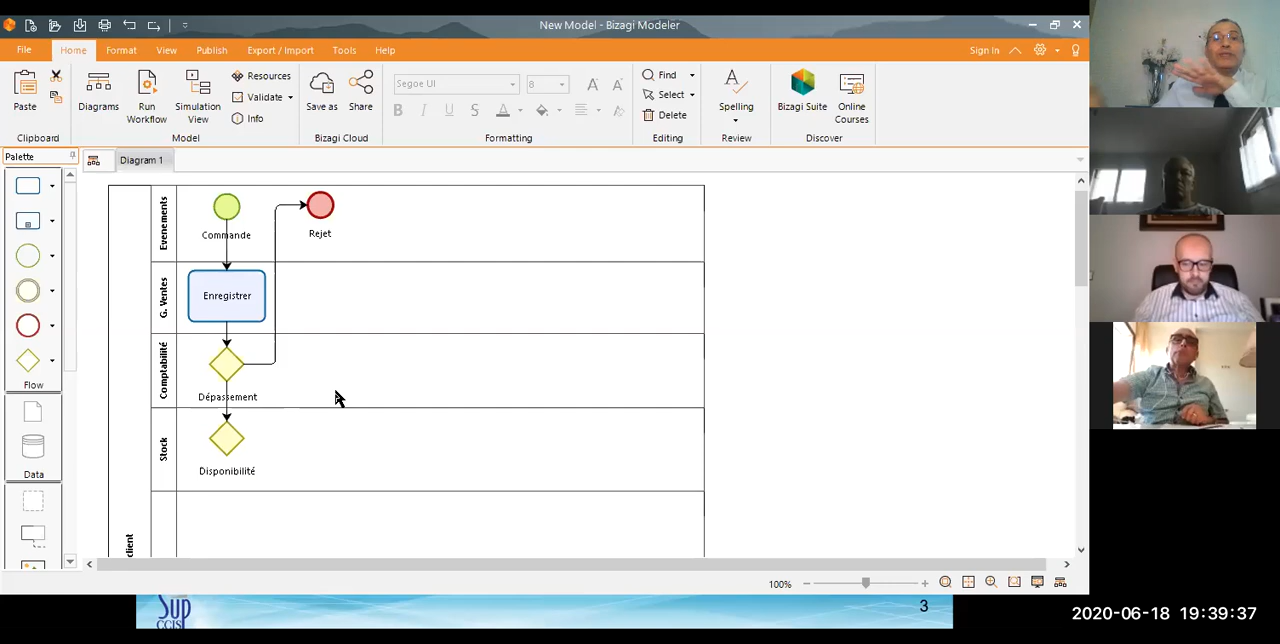 New Model - Bizagi Modeler
File Home Format View Publish Export / Import Tools Help Sign In
Paste
Clipboard
Diagrams
Run Workflow
Simulation View
Resources
Validate
Info
Model
Save as
Share
Bizagi Cloud
Segoe UI 8
B I U S A
Formatting
Find
Select
Delete
Editing
Spelling
Review
Bizagi Suite
Online Courses
Discover
Palette
Diagram 1
Flow
Data
client
Evenements
Commande
Rejet
G. Ventes
Enregistrer
Comptabilité
Dépassement
Stock
Disponibilité
100%
Sup
CCIS
3
2020-06-18 19:39:37